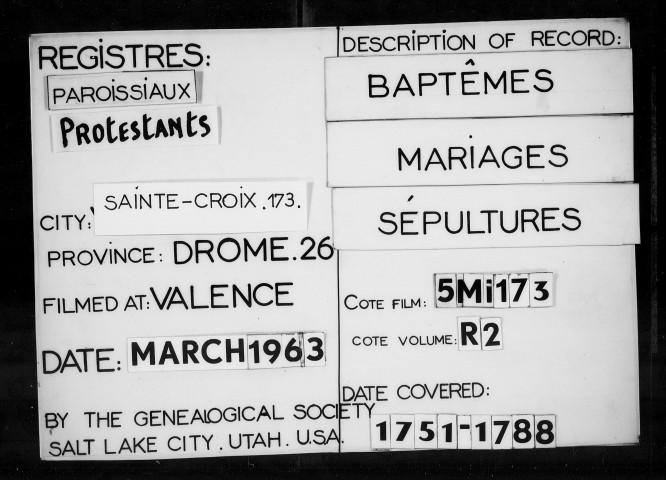 REGISTRES:
PAROISSIAUX
PROTESTANTS
CITY: SAINTE-CROIX.173.
PROVINCE: DROME.26
FILMED AT: VALENCE
DATE: MARCH 1963
BY THE GENEALOGICAL SOCIETY
SALT LAKE CITY. UTAH. U.S.A.
DESCRIPTION OF RECORD:
BAPTÊMES
MARIAGES
SÉPULTURES
COTE FILM: 5Mi173
COTE VOLUME: R2
DATE COVERED:
1751-1788